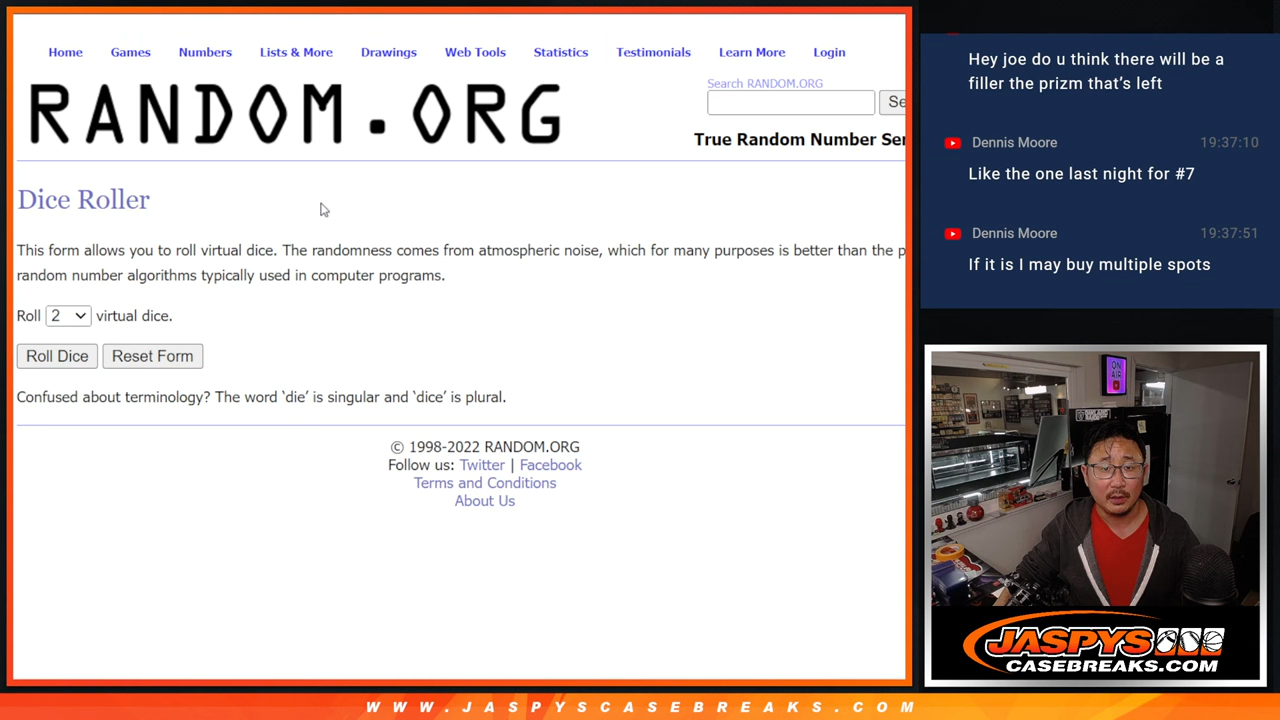 Home Games Numbers Lists & More Drawings Web Tools Statistics Testimonials Learn More Login
RANDOM.ORG
Search RANDOM.ORG
Se
True Random Number Ser
Dice Roller
This form allows you to roll virtual dice. The randomness comes from atmospheric noise, which for many purposes is better than the p
random number algorithms typically used in computer programs.
Roll 2 virtual dice.
Roll Dice Reset Form
Confused about terminology? The word ‘die’ is singular and ‘dice’ is plural.
© 1998-2022 RANDOM.ORG
Follow us: Twitter | Facebook
Terms and Conditions
About Us
Hey joe do u think there will be a
filler the prizm that’s left
Dennis Moore 19:37:10
Like the one last night for #7
Dennis Moore 19:37:51
If it is I may buy multiple spots
ON
AIR
JASPYS
CASEBREAKS.COM
WWW.JASPYSCASEBREAKS.COM